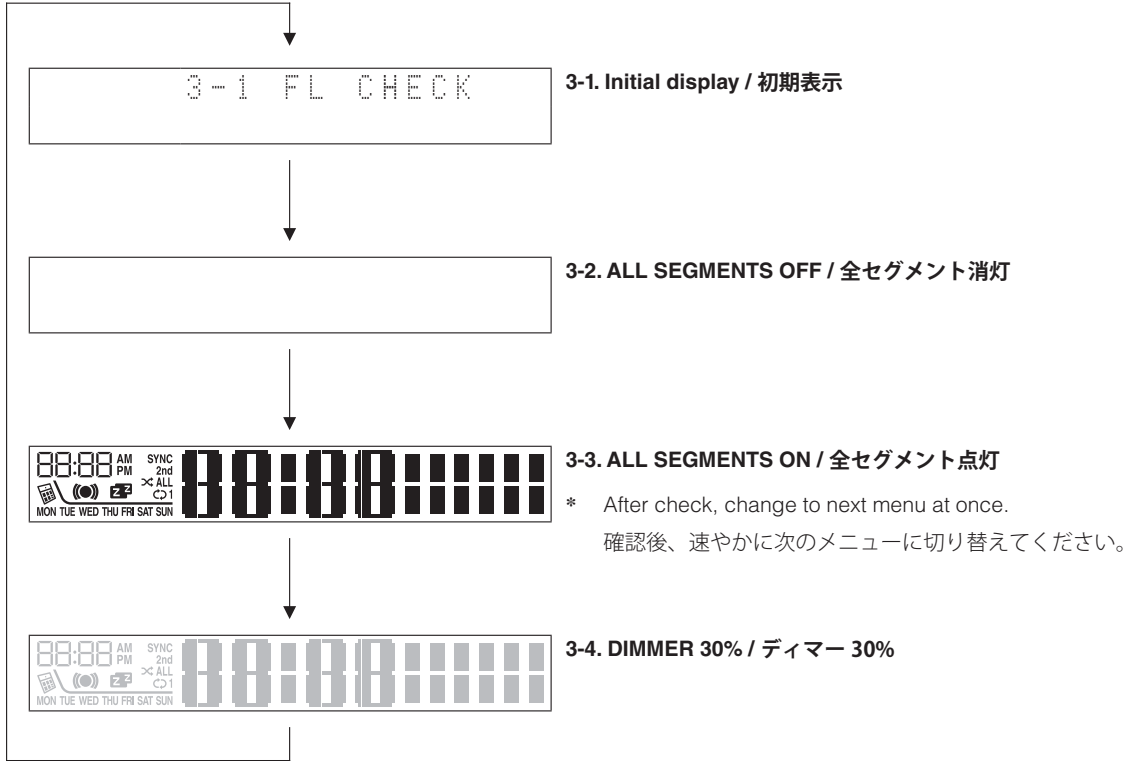 3-1 FL CHECK
3-1. Initial display / 初期表示
3-2. ALL SEGMENTS OFF / 全セグメント消灯
88:88 AM PM SYNC 2nd ALL 1
MON TUE WED THU FRI SAT SUN
3-3. ALL SEGMENTS ON / 全セグメント点灯
* After check, change to next menu at once.
確認後、速やかに次のメニューに切り替えてください。
88:88 AM PM SYNC 2nd ALL 1
MON TUE WED THU FRI SAT SUN
3-4. DIMMER 30% / ディマー 30%